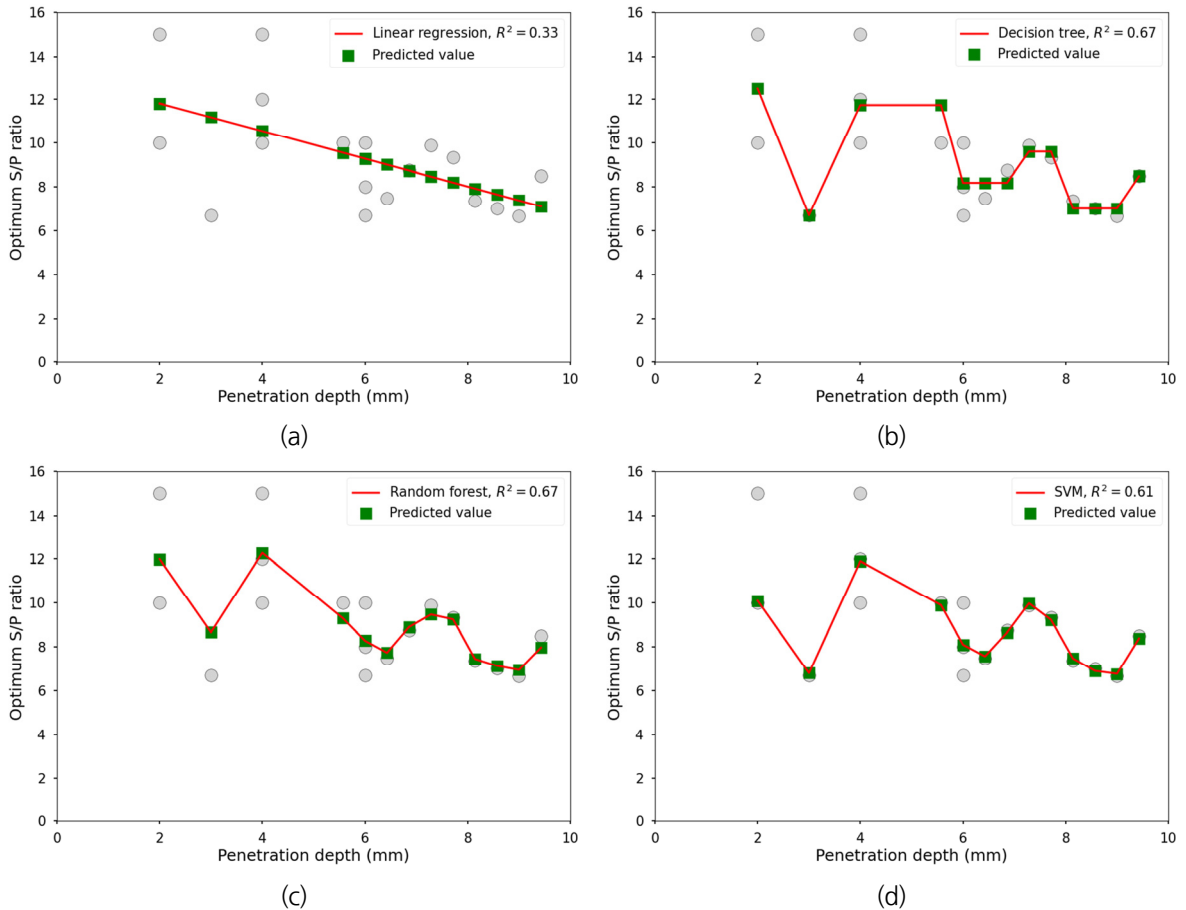 16
14
12
10
8
6
4
2
0
Optimum S/P ratio
Linear regression, R² = 0.33
Predicted value
0 2 4 6 8 10
Penetration depth (mm)
(a)
16
14
12
10
8
6
4
2
0
Optimum S/P ratio
Decision tree, R² = 0.67
Predicted value
0 2 4 6 8 10
Penetration depth (mm)
(b)
16
14
12
10
8
6
4
2
0
Optimum S/P ratio
Random forest, R² = 0.67
Predicted value
0 2 4 6 8 10
Penetration depth (mm)
(c)
16
14
12
10
8
6
4
2
0
Optimum S/P ratio
SVM, R² = 0.61
Predicted value
0 2 4 6 8 10
Penetration depth (mm)
(d)